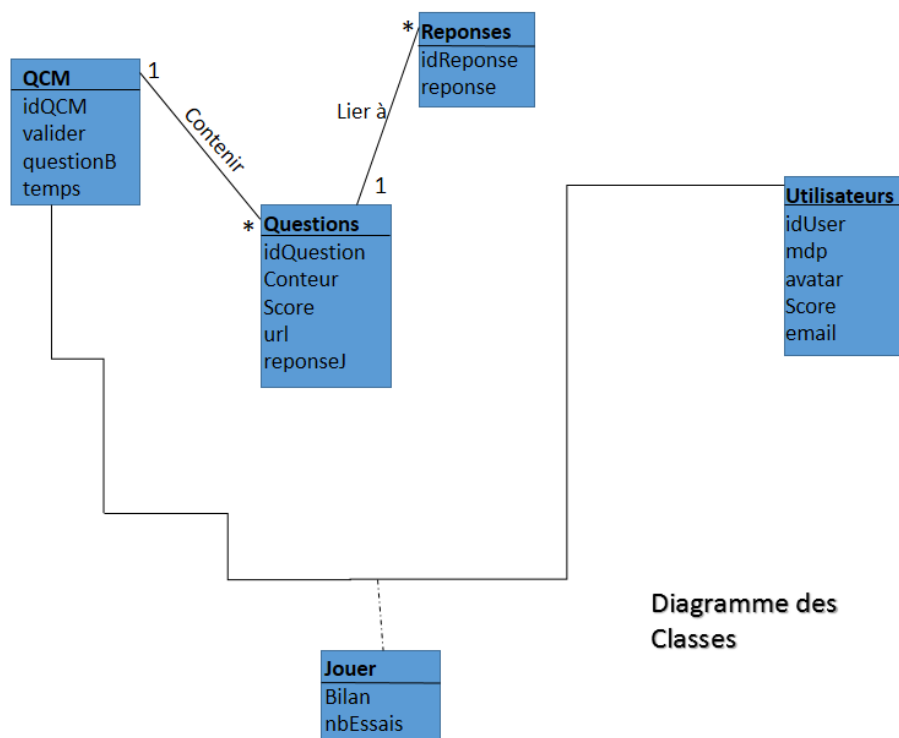 QCM
idQCM
valider
questionB
temps
1
Contenir
*
Reponses
idReponse
reponse
*
Lier à
1
Questions
idQuestion
Conteur
Score
url
reponseJ
Utilisateurs
idUser
mdp
avatar
Score
email
Jouer
Bilan
nbEssais
Diagramme des
Classes